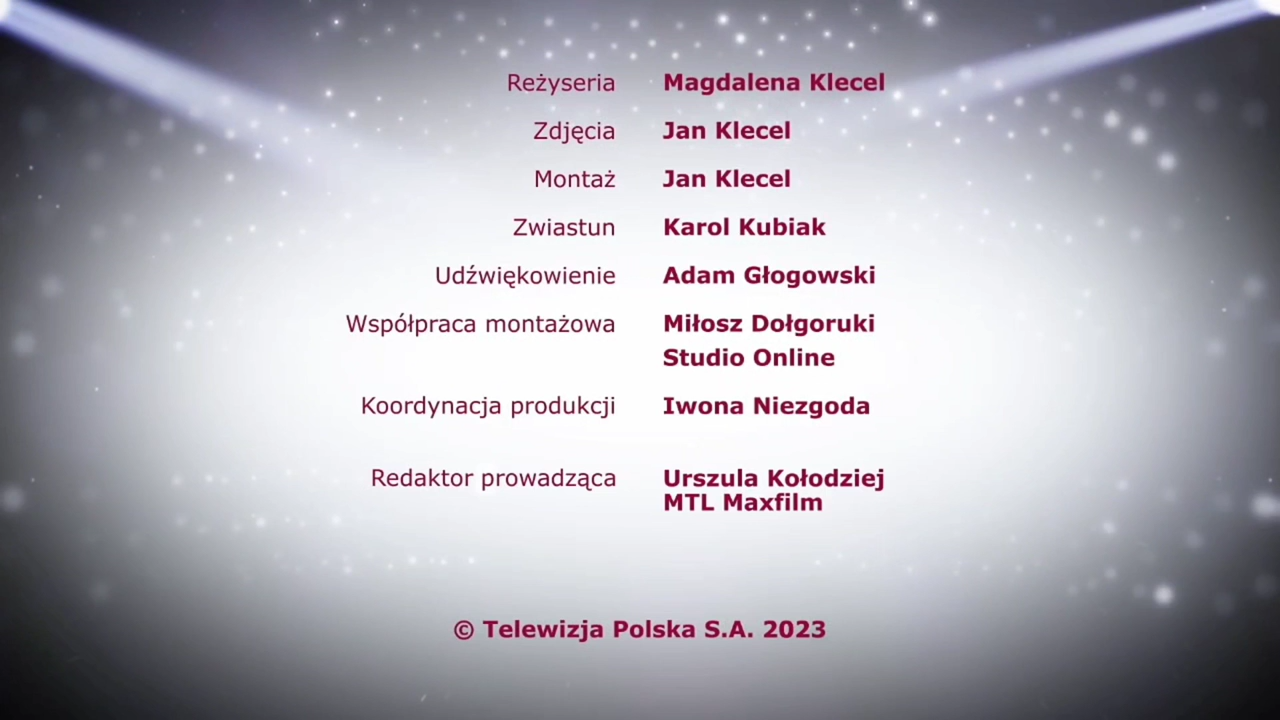 Reżyseria Magdalena Klecel
Zdjęcia Jan Klecel
Montaż Jan Klecel
Zwiastun Karol Kubiak
Udźwiękowienie Adam Głogowski
Współpraca montażowa Miłosz Dołgoruki
Studio Online
Koordynacja produkcji Iwona Niezgoda
Redaktor prowadząca Urszula Kołodziej
MTL Maxfilm
© Telewizja Polska S.A. 2023